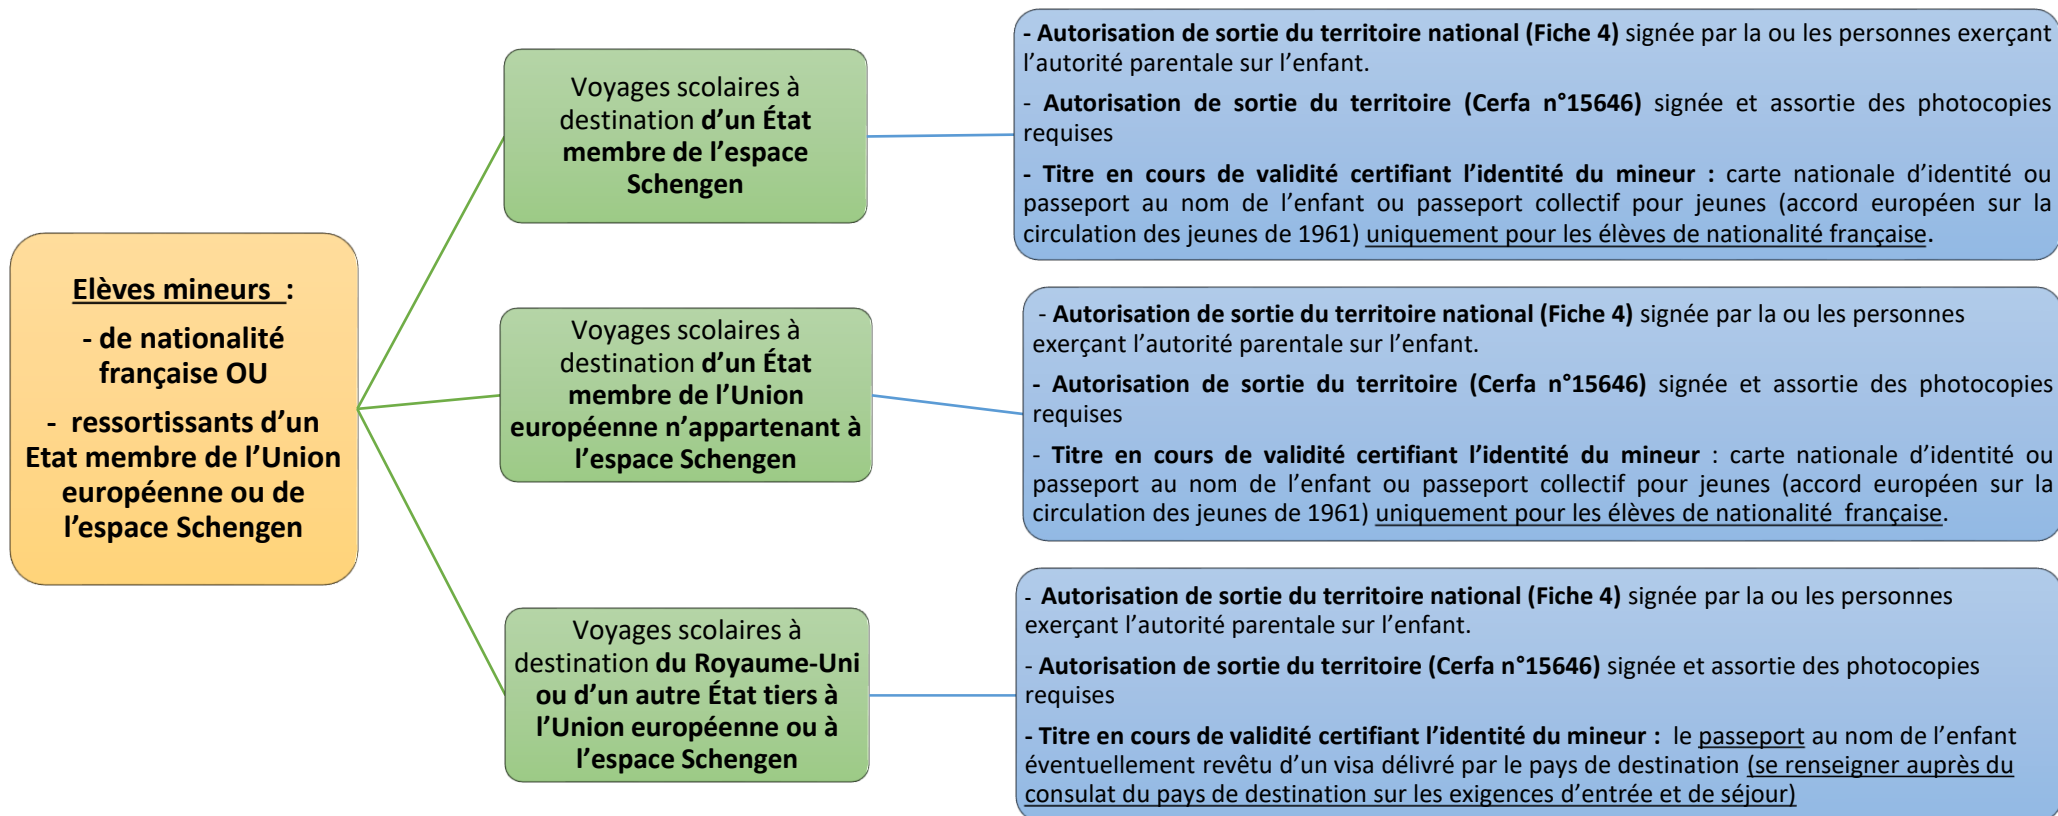 Elèves mineurs :
- de nationalité
française OU
- ressortissants d’un
Etat membre de l’Union
européenne ou de
l’espace Schengen
Voyages scolaires à
destination d’un État
membre de l’espace
Schengen
- Autorisation de sortie du territoire national (Fiche 4) signée par la ou les personnes exerçant
l’autorité parentale sur l’enfant.
- Autorisation de sortie du territoire (Cerfa n°15646) signée et assortie des photocopies
requises
- Titre en cours de validité certifiant l’identité du mineur : carte nationale d’identité ou
passeport au nom de l’enfant ou passeport collectif pour jeunes (accord européen sur la
circulation des jeunes de 1961) uniquement pour les élèves de nationalité française.
Voyages scolaires à
destination d’un État
membre de l’Union
européenne n’appartenant à
l’espace Schengen
- Autorisation de sortie du territoire national (Fiche 4) signée par la ou les personnes
exerçant l’autorité parentale sur l’enfant.
- Autorisation de sortie du territoire (Cerfa n°15646) signée et assortie des photocopies
requises
- Titre en cours de validité certifiant l’identité du mineur : carte nationale d’identité ou
passeport au nom de l’enfant ou passeport collectif pour jeunes (accord européen sur la
circulation des jeunes de 1961) uniquement pour les élèves de nationalité française.
Voyages scolaires à
destination du Royaume-Uni
ou d’un autre État tiers à
l’Union européenne ou à
l’espace Schengen
- Autorisation de sortie du territoire national (Fiche 4) signée par la ou les personnes
exerçant l’autorité parentale sur l’enfant.
- Autorisation de sortie du territoire (Cerfa n°15646) signée et assortie des photocopies
requises
- Titre en cours de validité certifiant l’identité du mineur : le passeport au nom de l’enfant
éventuellement revêtu d’un visa délivré par le pays de destination (se renseigner auprès du
consulat du pays de destination sur les exigences d’entrée et de séjour)